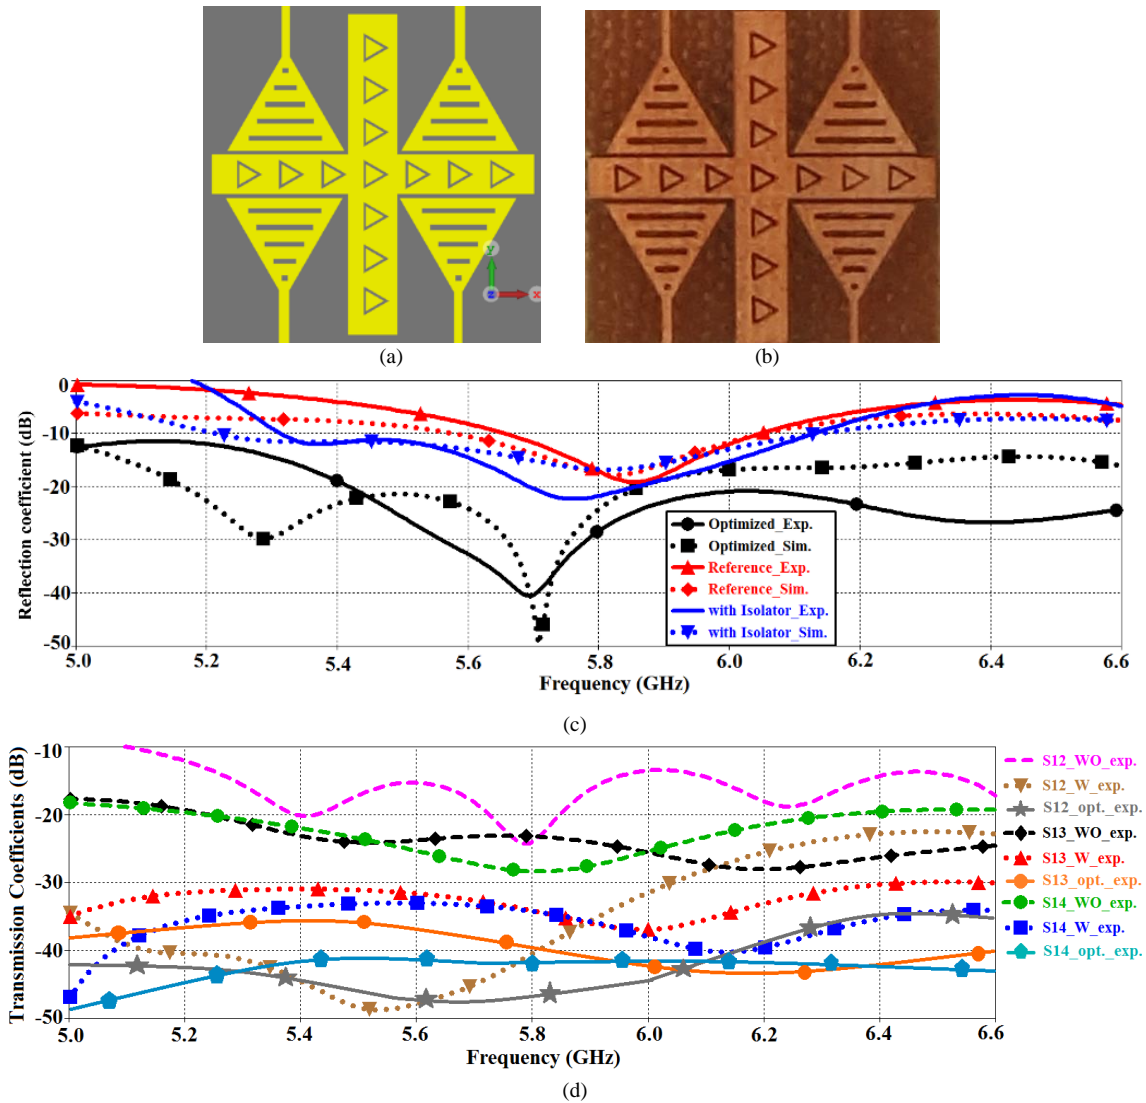 y
z
x
(a)
(b)
Reflection coefficient (dB)
0
-10
-20
-30
-40
-50
Optimized_Exp.
Optimized_Sim.
Reference_Exp.
Reference_Sim.
with Isolator_Exp.
with Isolator_Sim.
5.0 5.2 5.4 5.6 5.8 6.0 6.2 6.4 6.6
Frequency (GHz)
(c)
Transmission Coefficients (dB)
-10
-20
-30
-40
-50
S12_WO_exp.
S12_W_exp.
S12_opt._exp.
S13_WO_exp.
S13_W_exp.
S13_opt._exp.
S14_WO_exp.
S14_W_exp.
S14_opt._exp.
5.0 5.2 5.4 5.6 5.8 6.0 6.2 6.4 6.6
Frequency (GHz)
(d)